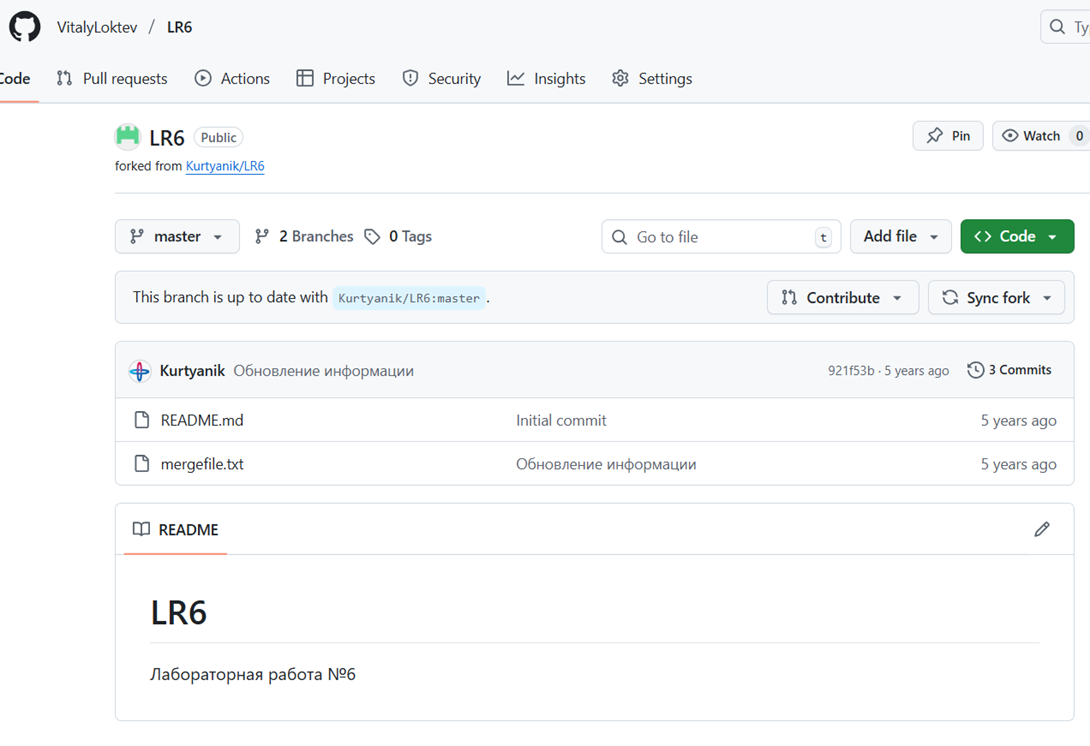 VitalyLoktev / LR6
Ty
Code Pull requests Actions Projects Security Insights Settings
LR6 Public
Pin Watch 0
forked from Kurtyanik/LR6
master 2 Branches 0 Tags Go to file t Add file Code
This branch is up to date with Kurtyanik/LR6:master . Contribute Sync fork
Kurtyanik Обновление информации 921f53b · 5 years ago 3 Commits
README.md Initial commit 5 years ago
mergefile.txt Обновление информации 5 years ago
README
LR6
Лабораторная работа №6